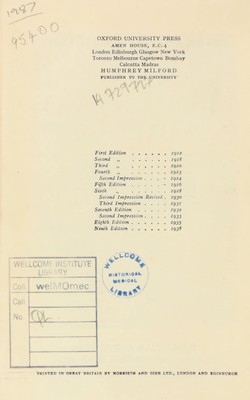 1987
95400
OXFORD UNIVERSITY PRESS
AMEN HOUSE, E.C.4
London Edinburgh Glasgow New York
Toronto Melbourne Capetown Bombay
Calcutta Madras
HUMPHREY MILFORD
PUBLISHER TO THE UNIVERSITY
First Edition . . . . . . 1912
Second „ . . . . . . 1918
Third „ . . . . . . 1920
Fourth „ . . . . . . 1923
Second Impression . . . . 1924
Fifth Edition . . . . . . 1926
Sixth „ . . . . . . 1928
Second Impression Revised . 1930
Third Impression . . . . 1931
Seventh Edition . . . . . 1932
Second Impression . . . . 1933
Eighth Edition . . . . . 1935
Ninth Edition . . . . . 1938
WELLCOME INSTITUTE
LIBRARY
Coll. welMOmec
Call
No.
WELLCOME
HISTORICAL
MEDICAL
LIBRARY
PRINTED IN GREAT BRITAIN BY MORRISON AND GIBB LTD., LONDON AND EDINBURGH